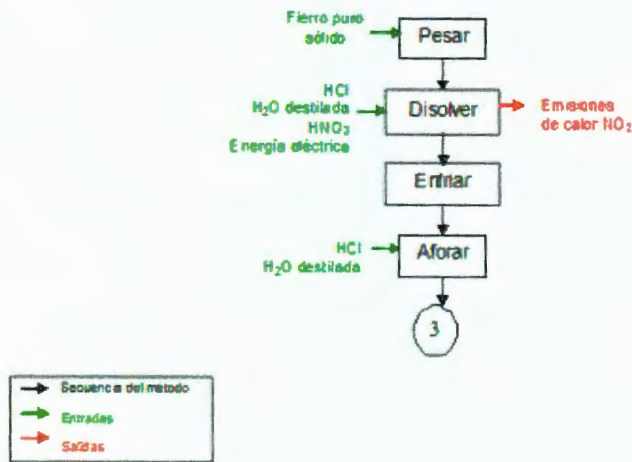 Fierro puro
sólido
Pesar
HCl
H₂O destilada
HNO₃
Energía eléctrica
Disolver
Emisiones
de calor NO₂
Enfriar
HCl
H₂O destilada
Aforar
3
Secuencia del metodo
Entradas
Salidas